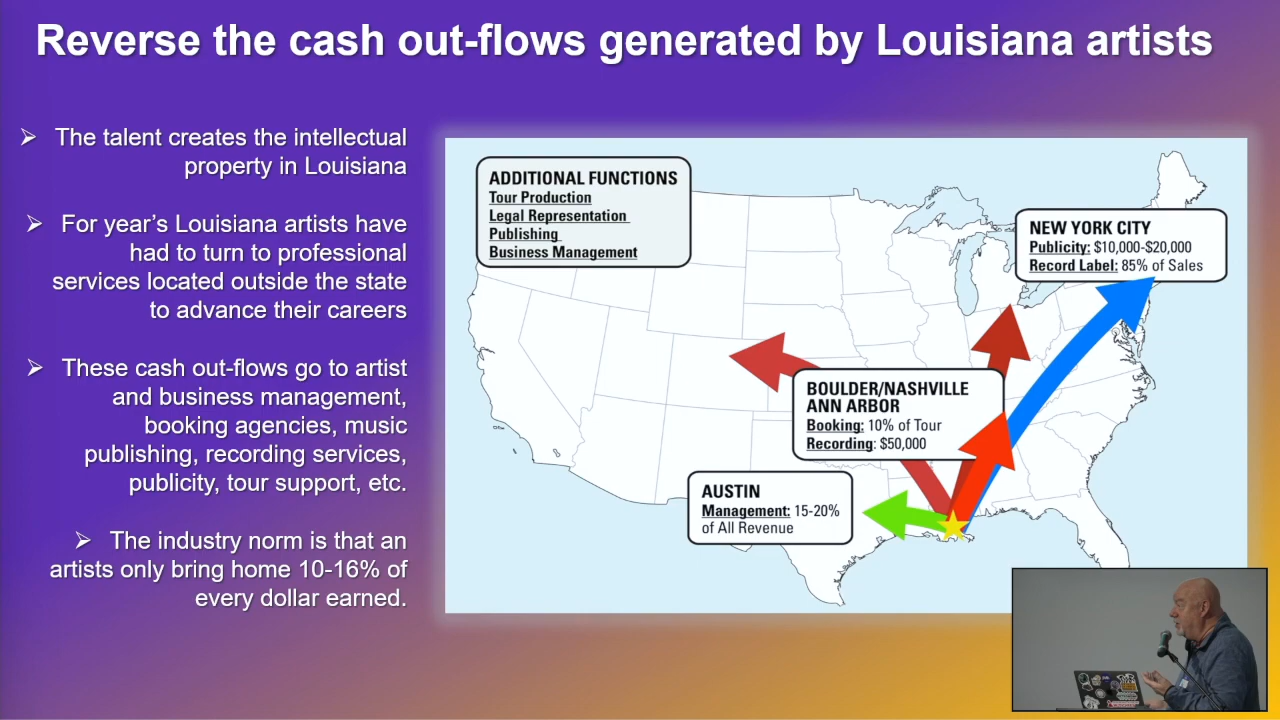 Reverse the cash out-flows generated by Louisiana artists
➢ The talent creates the intellectual
property in Louisiana
➢ For year’s Louisiana artists have
had to turn to professional
services located outside the state
to advance their careers
➢ These cash out-flows go to artist
and business management,
booking agencies, music
publishing, recording services,
publicity, tour support, etc.
➢ The industry norm is that an
artists only bring home 10-16% of
every dollar earned.
ADDITIONAL FUNCTIONS
Tour Production
Legal Representation
Publishing
Business Management
NEW YORK CITY
Publicity: $10,000-$20,000
Record Label: 85% of Sales
BOULDER/NASHVILLE
ANN ARBOR
Booking: 10% of Tour
Recording: $50,000
AUSTIN
Management: 15-20%
of All Revenue